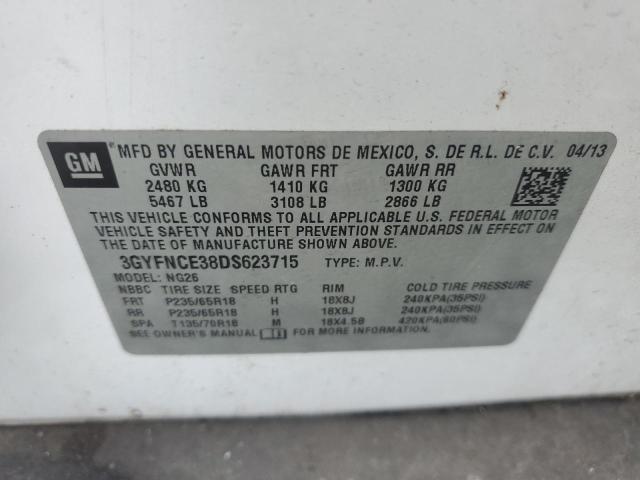 GM MFD BY GENERAL MOTORS DE MEXICO, S. DE R.L. DE C.V. 04/13
GVWR GAWR FRT GAWR RR
2480 KG 1410 KG 1300 KG
5467 LB 3108 LB 2866 LB
THIS VEHICLE CONFORMS TO ALL APPLICABLE U.S. FEDERAL MOTOR
VEHICLE SAFETY AND THEFT PREVENTION STANDARDS IN EFFECT ON
THE DATE OF MANUFACTURE SHOWN ABOVE.
3GYFNCE38DS623715 TYPE: M.P.V.
MODEL: NG26
NBBC TIRE SIZE SPEED RTG RIM COLD TIRE PRESSURE
FRT P235/65R18 H 18X8J 240KPA(35PSI)
RR P235/65R18 H 18X8J 240KPA(35PSI)
SPA T135/70R18 M 18X4.5B 420KPA(60PSI)
SEE OWNER'S MANUAL FOR MORE INFORMATION.